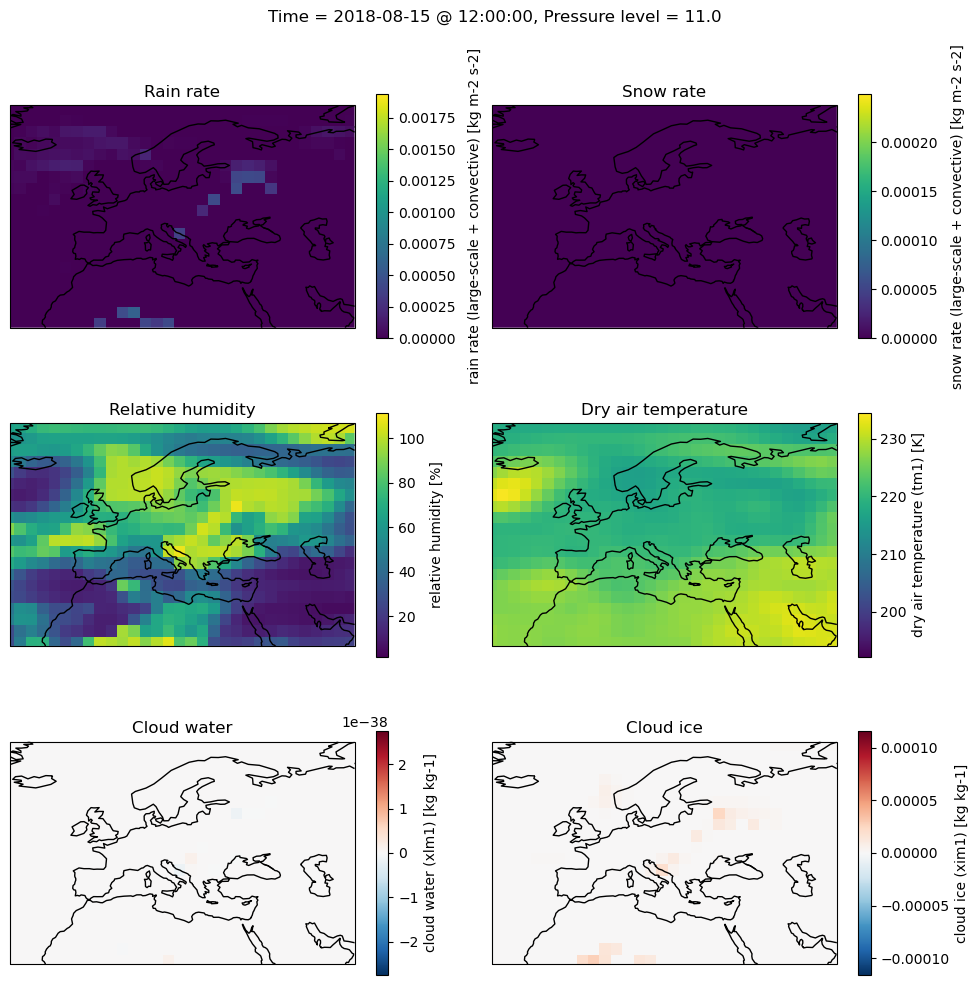 Time = 2018-08-15 @ 12:00:00, Pressure level = 11.0
Rain rate
0.00175
0.00150
0.00125
0.00100
0.00075
0.00050
0.00025
0.00000
rain rate (large-scale + convective) [kg m-2 s-2]
Snow rate
0.00020
0.00015
0.00010
0.00005
0.00000
snow rate (large-scale + convective) [kg m-2 s-2]
Relative humidity
100
80
60
40
20
relative humidity [%]
Dry air temperature
230
220
210
200
dry air temperature (tm1) [K]
Cloud water
1e−38
2
1
0
−1
−2
cloud water (xlm1) [kg kg-1]
Cloud ice
0.00010
0.00005
0.00000
−0.00005
−0.00010
cloud ice (xim1) [kg kg-1]